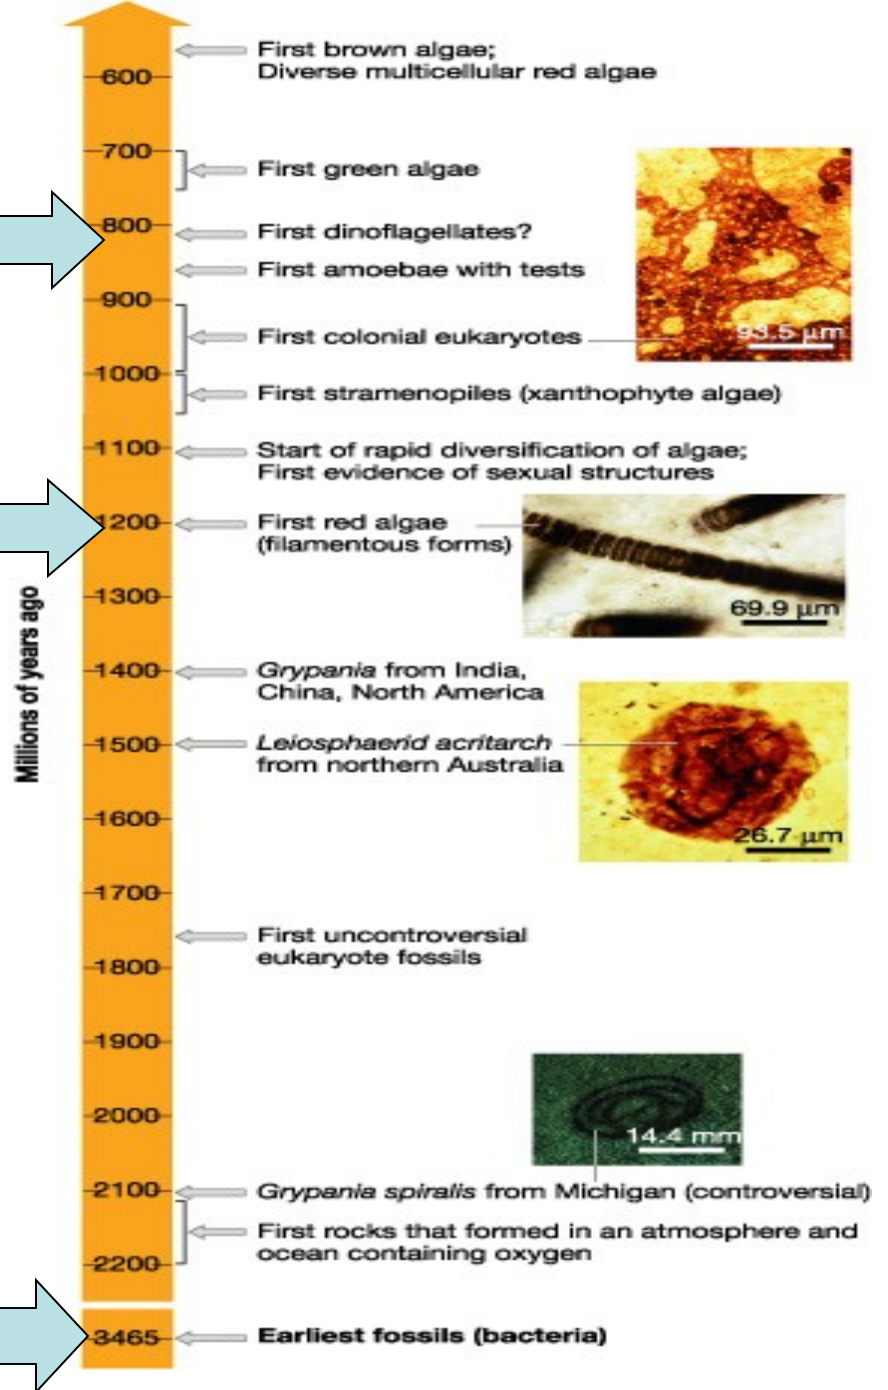 First brown algae;
Diverse multicellular red algae
600
700
First green algae
800
First dinoflagellates?
First amoebae with tests
900
First colonial eukaryotes
93.5 µm
1000
First stramenopiles (xanthophyte algae)
1100
Start of rapid diversification of algae;
First evidence of sexual structures
200
First red algae
(filamentous forms)
69.9 µm
1300
Millions of years ago
1400
Grypania from India,
China, North America
1500
Leiosphaerid acritarch
from northern Australia
1600
26.7 µm
1700
First uncontroversial
eukaryote fossils
1800
1900
2000
14.4 mm
2100
Grypania spiralis from Michigan (controversial)
First rocks that formed in an atmosphere and
ocean containing oxygen
2200
3465
Earliest fossils (bacteria)